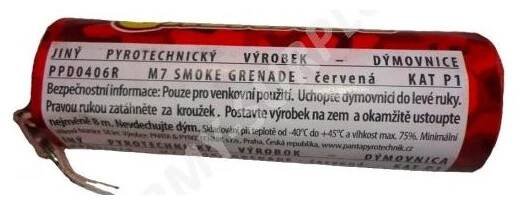 JINÝ PYROTECHNICKÝ VÝROBEK – DÝMOVNICE
PPD0406R M7 SMOKE GRENADE - červená KAT P1
Bezpečnostní informace: Pouze pro venkovní použití. Uchopte dýmovnici do levé ruky.
Pravou rukou zatáhněte za kroužek. Postavte výrobek na zem a okamžitě ustupte
nejméně 8 m. Nevdechujte dým. Skladování při teplotě od -40°C do +45°C a vlhkost max. 75%. Minimální
Praha, Česká republika, www.pantapyrotechnik.cz
JINÝ PYROTECHNICKÝ VÝROBEK – DÝMOVNICE